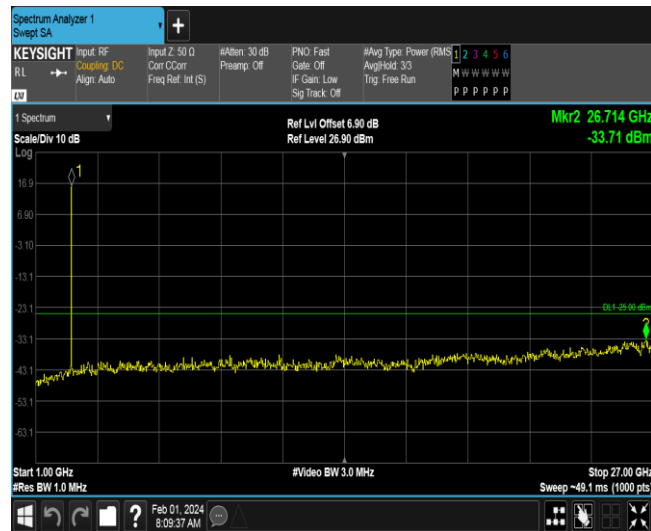 Spectrum Analyzer 1
Swept SA
+
KEYSIGHT
RL
LXI
Input: RF
Coupling: DC
Align: Auto
Input Z: 50 Ω
Corr CCorr
Freq Ref: Int (S)
#Atten: 30 dB
Preamp: Off
PNO: Fast
Gate: Off
IF Gain: Low
Sig Track: Off
#Avg Type: Power (RMS
Avg|Hold: 3/3
Trig: Free Run
1 2 3 4 5 6
M W W W W W
P P P P P P
1 Spectrum
Scale/Div 10 dB
Log
Ref Lvl Offset 6.90 dB
Ref Level 26.90 dBm
Mkr2 26.714 GHz
-33.71 dBm
1
16.9
6.90
-3.10
-13.1
-23.1
DL1 -25.00 dBm
2
-33.1
-43.1
-53.1
-63.1
Start 1.00 GHz
#Video BW 3.0 MHz
Stop 27.00 GHz
#Res BW 1.0 MHz
Sweep ~49.1 ms (1000 pts)
?
Feb 01, 2024
8:09:37 AM